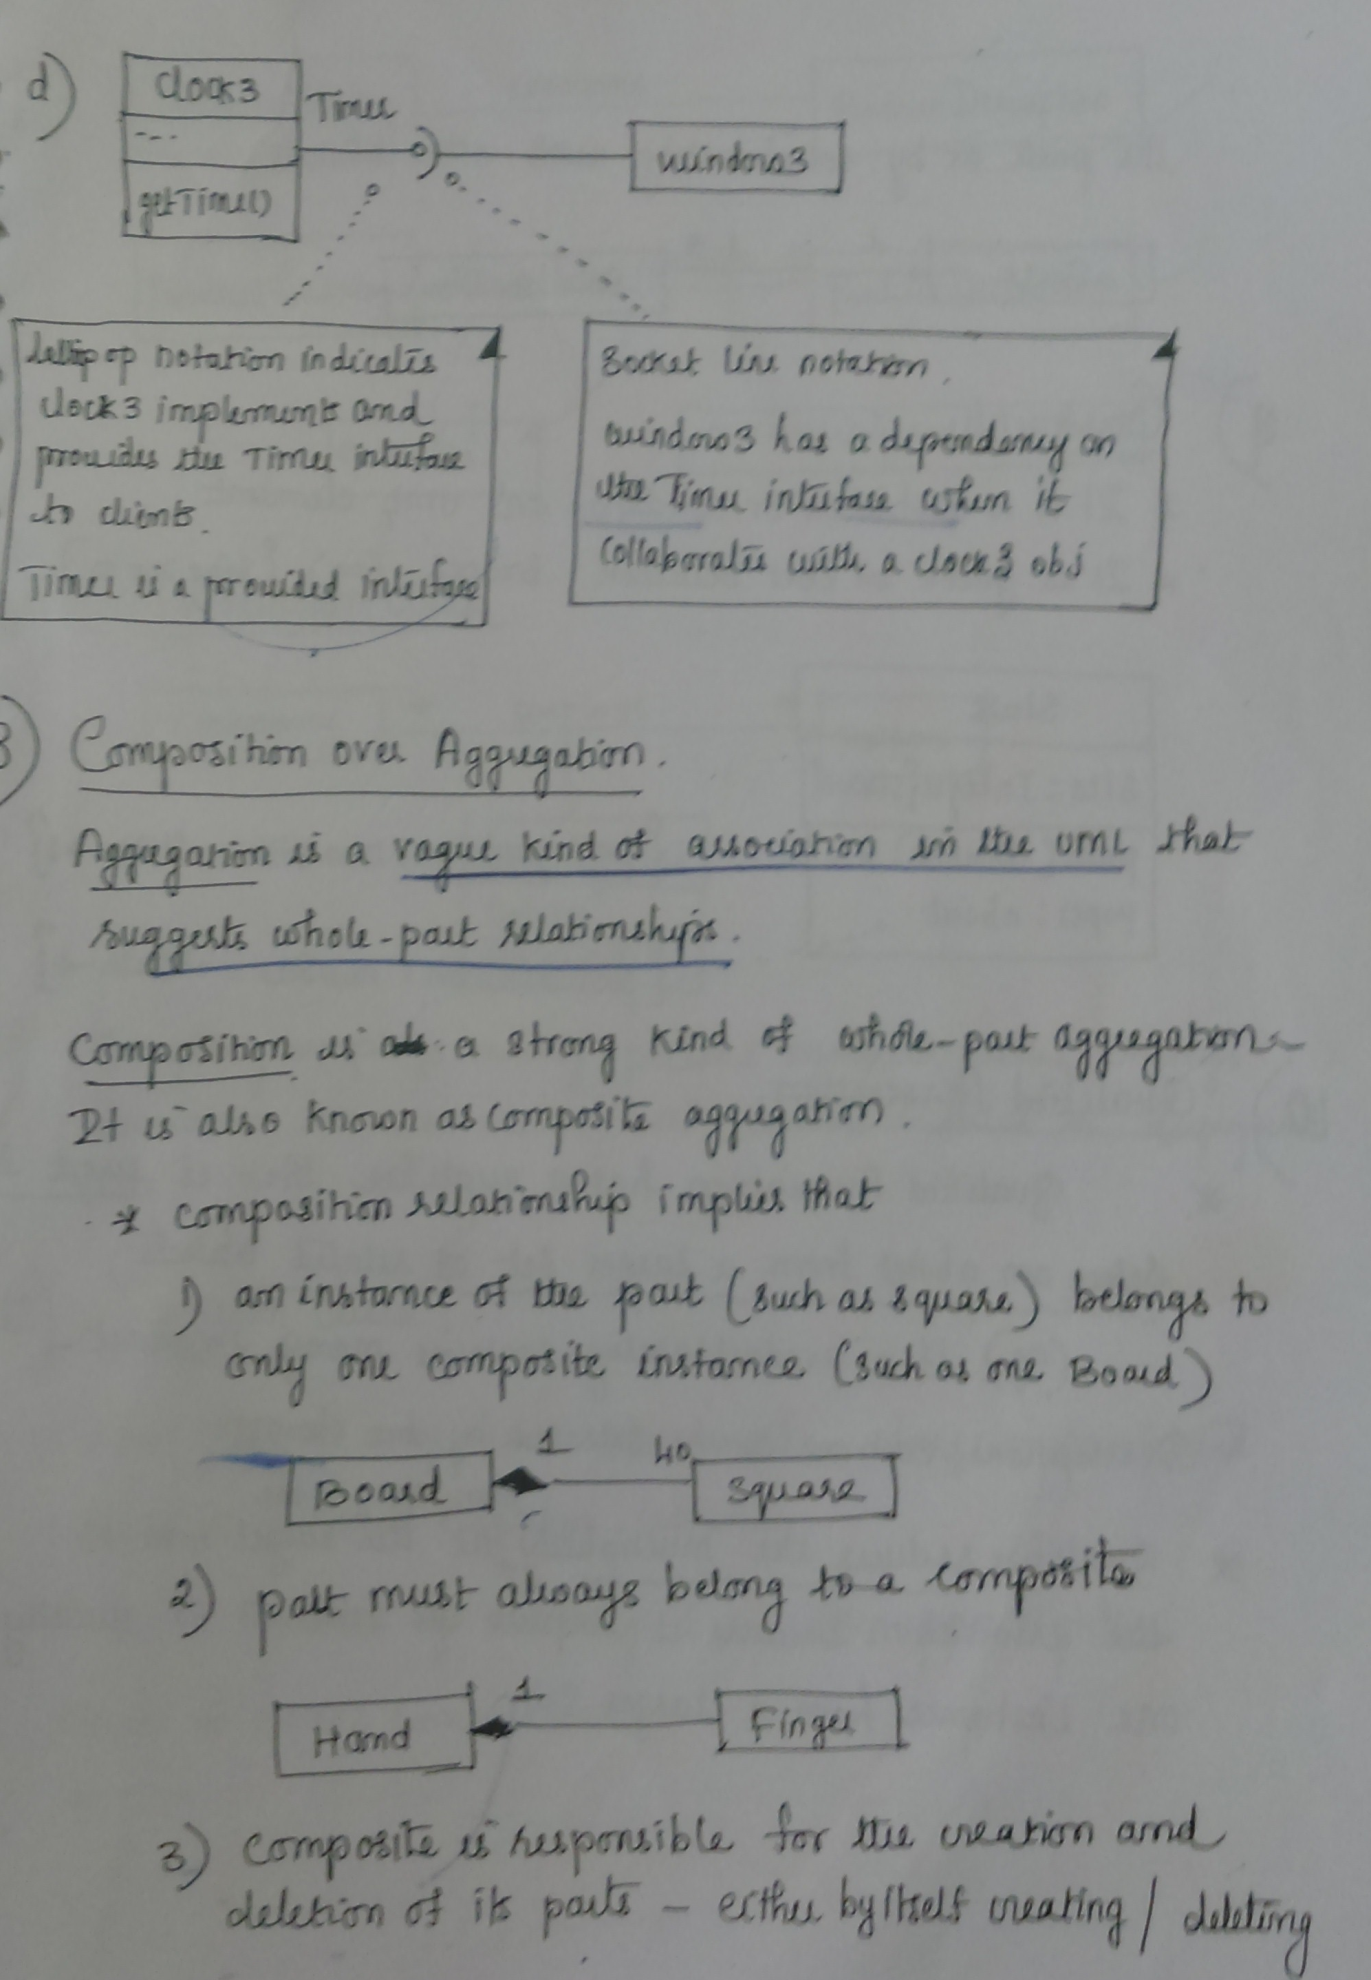 d)
Clock3
Timer
---
window3
getTime()
lollipop notation indicates
clock3 implements and
provides the Timer interface
to clients.
Timer is a provided interface
Socket line notation.
window3 has a dependency on
the Timer interface when it
collaborates with a clock3 obj
8) Composition over Aggregation.
Aggregation is a vague kind of association in the UML that
suggests whole-part relationships.
Composition is a strong kind of whole-part aggregation
It is also known as composite aggregation.
* composition relationship implies that
1) an instance of the part (such as square) belongs to
only one composite instance (such as one Board)
Board 1 40 Square
2) part must always belong to a composite
Hand 1 Finger
3) composite is responsible for the creation and
deletion of its parts - either by itself creating / deleting